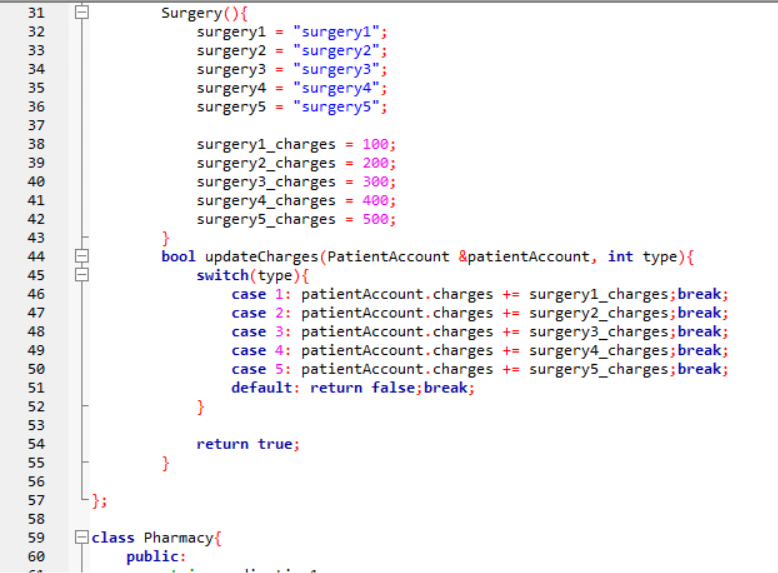 31 Surgery(){
32 surgery1 = "surgery1";
33 surgery2 = "surgery2";
34 surgery3 = "surgery3";
35 surgery4 = "surgery4";
36 surgery5 = "surgery5";
37
38 surgery1_charges = 100;
39 surgery2_charges = 200;
40 surgery3_charges = 300;
41 surgery4_charges = 400;
42 surgery5_charges = 500;
43 }
44 bool updateCharges(PatientAccount &patientAccount, int type){
45 switch(type){
46 case 1: patientAccount.charges += surgery1_charges;break;
47 case 2: patientAccount.charges += surgery2_charges;break;
48 case 3: patientAccount.charges += surgery3_charges;break;
49 case 4: patientAccount.charges += surgery4_charges;break;
50 case 5: patientAccount.charges += surgery5_charges;break;
51 default: return false;break;
52 }
53
54 return true;
55 }
56
57 };
58
59 class Pharmacy{
60 public: